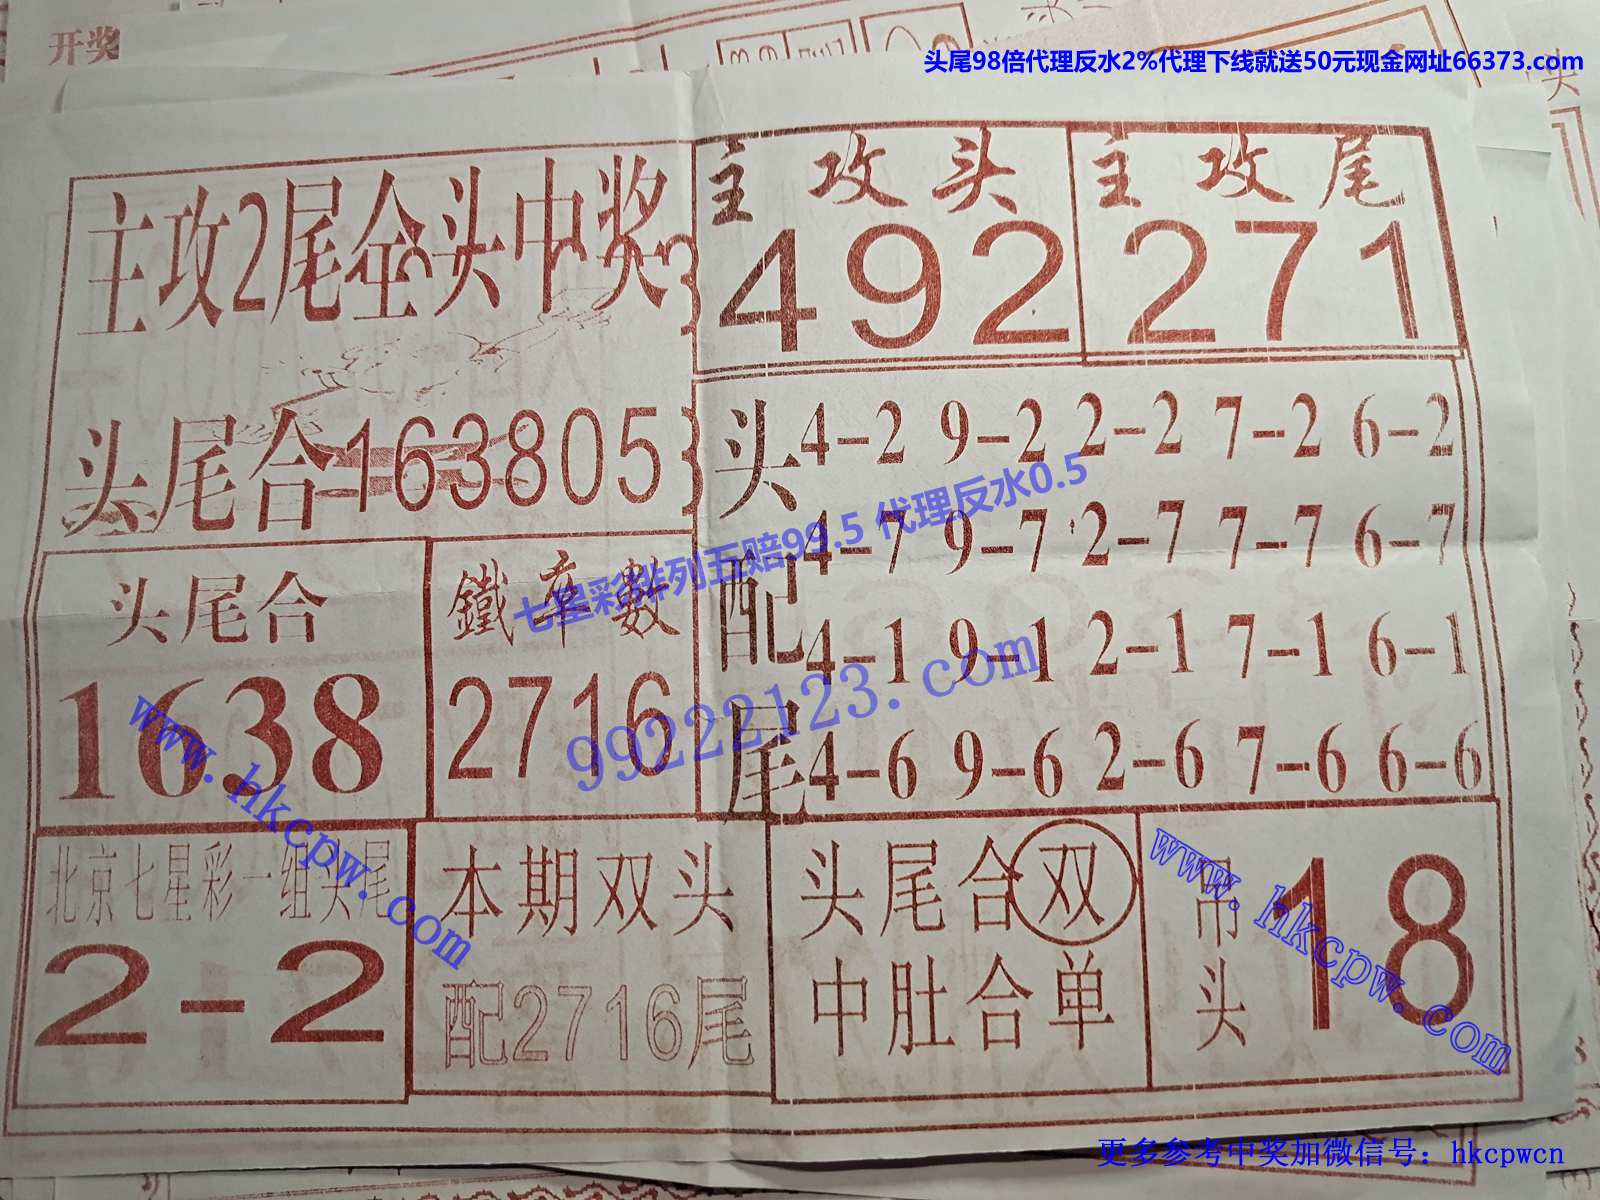 开奖
头尾98倍代理反水2%代理下线就送50元现金网址66373.com
主攻2尾全头中奖
主攻头
492
主攻尾
271
头尾合163805
头配尾
4-2 9-2 2-2 7-2 6-2
4-7 9-7 2-7 7-7 6-7
4-1 9-1 2-1 7-1 6-1
4-6 9-6 2-6 7-6 6-6
七星彩排列五赔99.5 代理反水0.5
99222123.com
头尾合
1638
鐵卒數
2716
www.hkcpw.com
北京七星彩一组头尾
2-2
本期双头
配2716尾
头尾合双
中肚合单
吊头
18
www.hkcpw.com
更多参考中奖加微信号：hkcpwcn